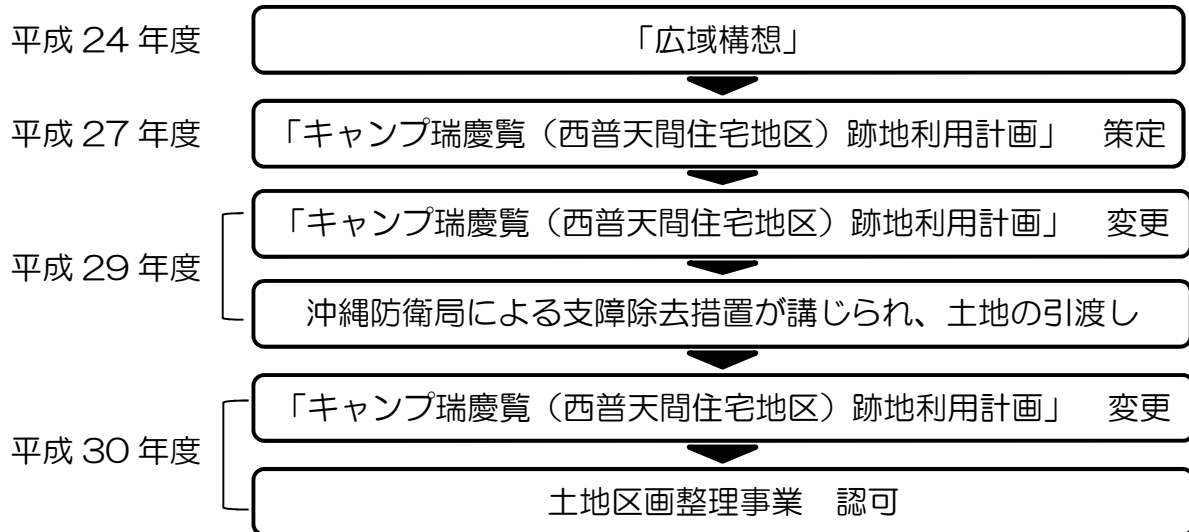 平成 24 年度
「広域構想」
平成 27 年度
「キャンプ瑞慶覧（西普天間住宅地区）跡地利用計画」　策定
平成 29 年度
「キャンプ瑞慶覧（西普天間住宅地区）跡地利用計画」　変更
沖縄防衛局による支障除去措置が講じられ、土地の引渡し
平成 30 年度
「キャンプ瑞慶覧（西普天間住宅地区）跡地利用計画」　変更
土地区画整理事業　認可